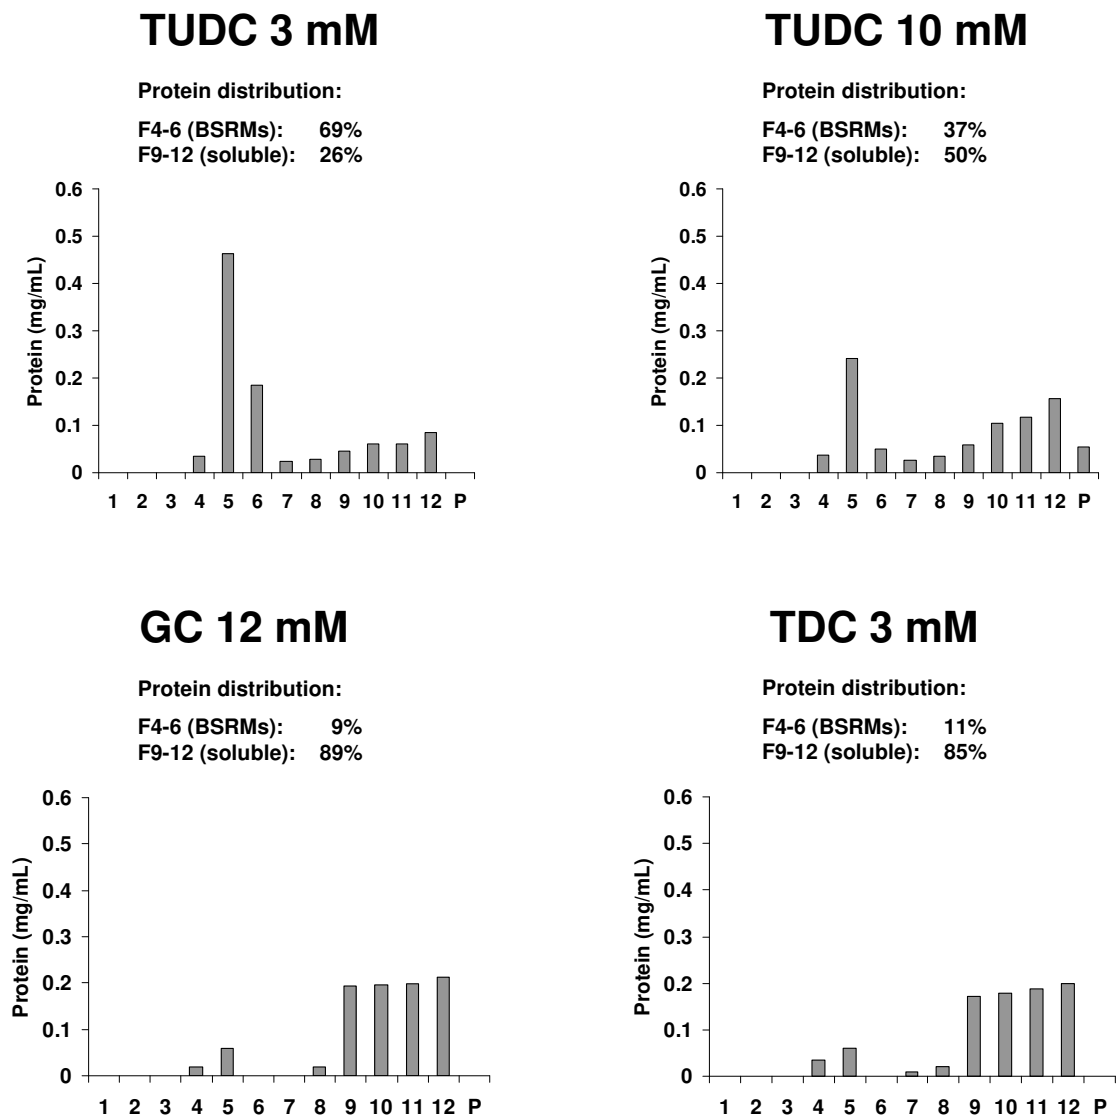 TUDC 3 mM
Protein distribution:
F4-6 (BSRMs): 69%
F9-12 (soluble): 26%
0.6
0.5
0.4
0.3
0.2
0.1
0
Protein (mg/mL)
1 2 3 4 5 6 7 8 9 10 11 12 P
TUDC 10 mM
Protein distribution:
F4-6 (BSRMs): 37%
F9-12 (soluble): 50%
0.6
0.5
0.4
0.3
0.2
0.1
0
Protein (mg/mL)
1 2 3 4 5 6 7 8 9 10 11 12 P
GC 12 mM
Protein distribution:
F4-6 (BSRMs): 9%
F9-12 (soluble): 89%
0.6
0.5
0.4
0.3
0.2
0.1
0
Protein (mg/mL)
1 2 3 4 5 6 7 8 9 10 11 12 P
TDC 3 mM
Protein distribution:
F4-6 (BSRMs): 11%
F9-12 (soluble): 85%
0.6
0.5
0.4
0.3
0.2
0.1
0
Protein (mg/mL)
1 2 3 4 5 6 7 8 9 10 11 12 P